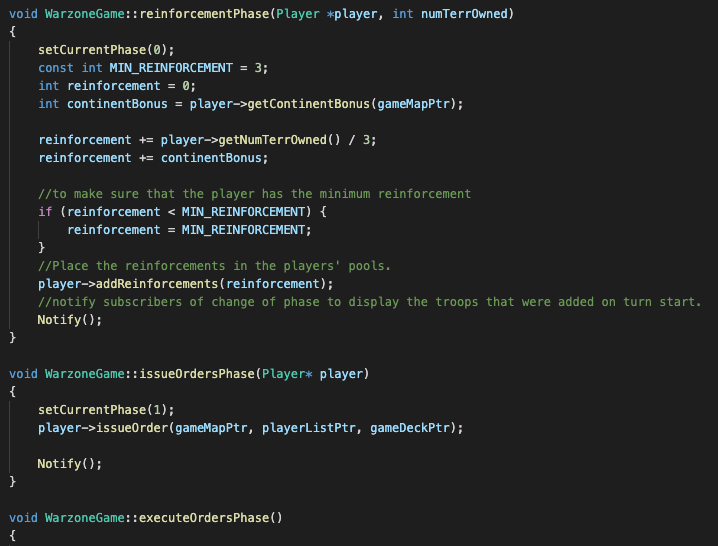 void WarzoneGame::reinforcementPhase(Player *player, int numTerrOwned)
{
    setCurrentPhase(0);
    const int MIN_REINFORCEMENT = 3;
    int reinforcement = 0;
    int continentBonus = player->getContinentBonus(gameMapPtr);

    reinforcement += player->getNumTerrOwned() / 3;
    reinforcement += continentBonus;

    //to make sure that the player has the minimum reinforcement
    if (reinforcement < MIN_REINFORCEMENT) {
        reinforcement = MIN_REINFORCEMENT;
    }
    //Place the reinforcements in the players' pools.
    player->addReinforcements(reinforcement);
    //notify subscribers of change of phase to display the troops that were added on turn start.
    Notify();
}

void WarzoneGame::issueOrdersPhase(Player* player)
{
    setCurrentPhase(1);
    player->issueOrder(gameMapPtr, playerListPtr, gameDeckPtr);

    Notify();
}

void WarzoneGame::executeOrdersPhase()
{